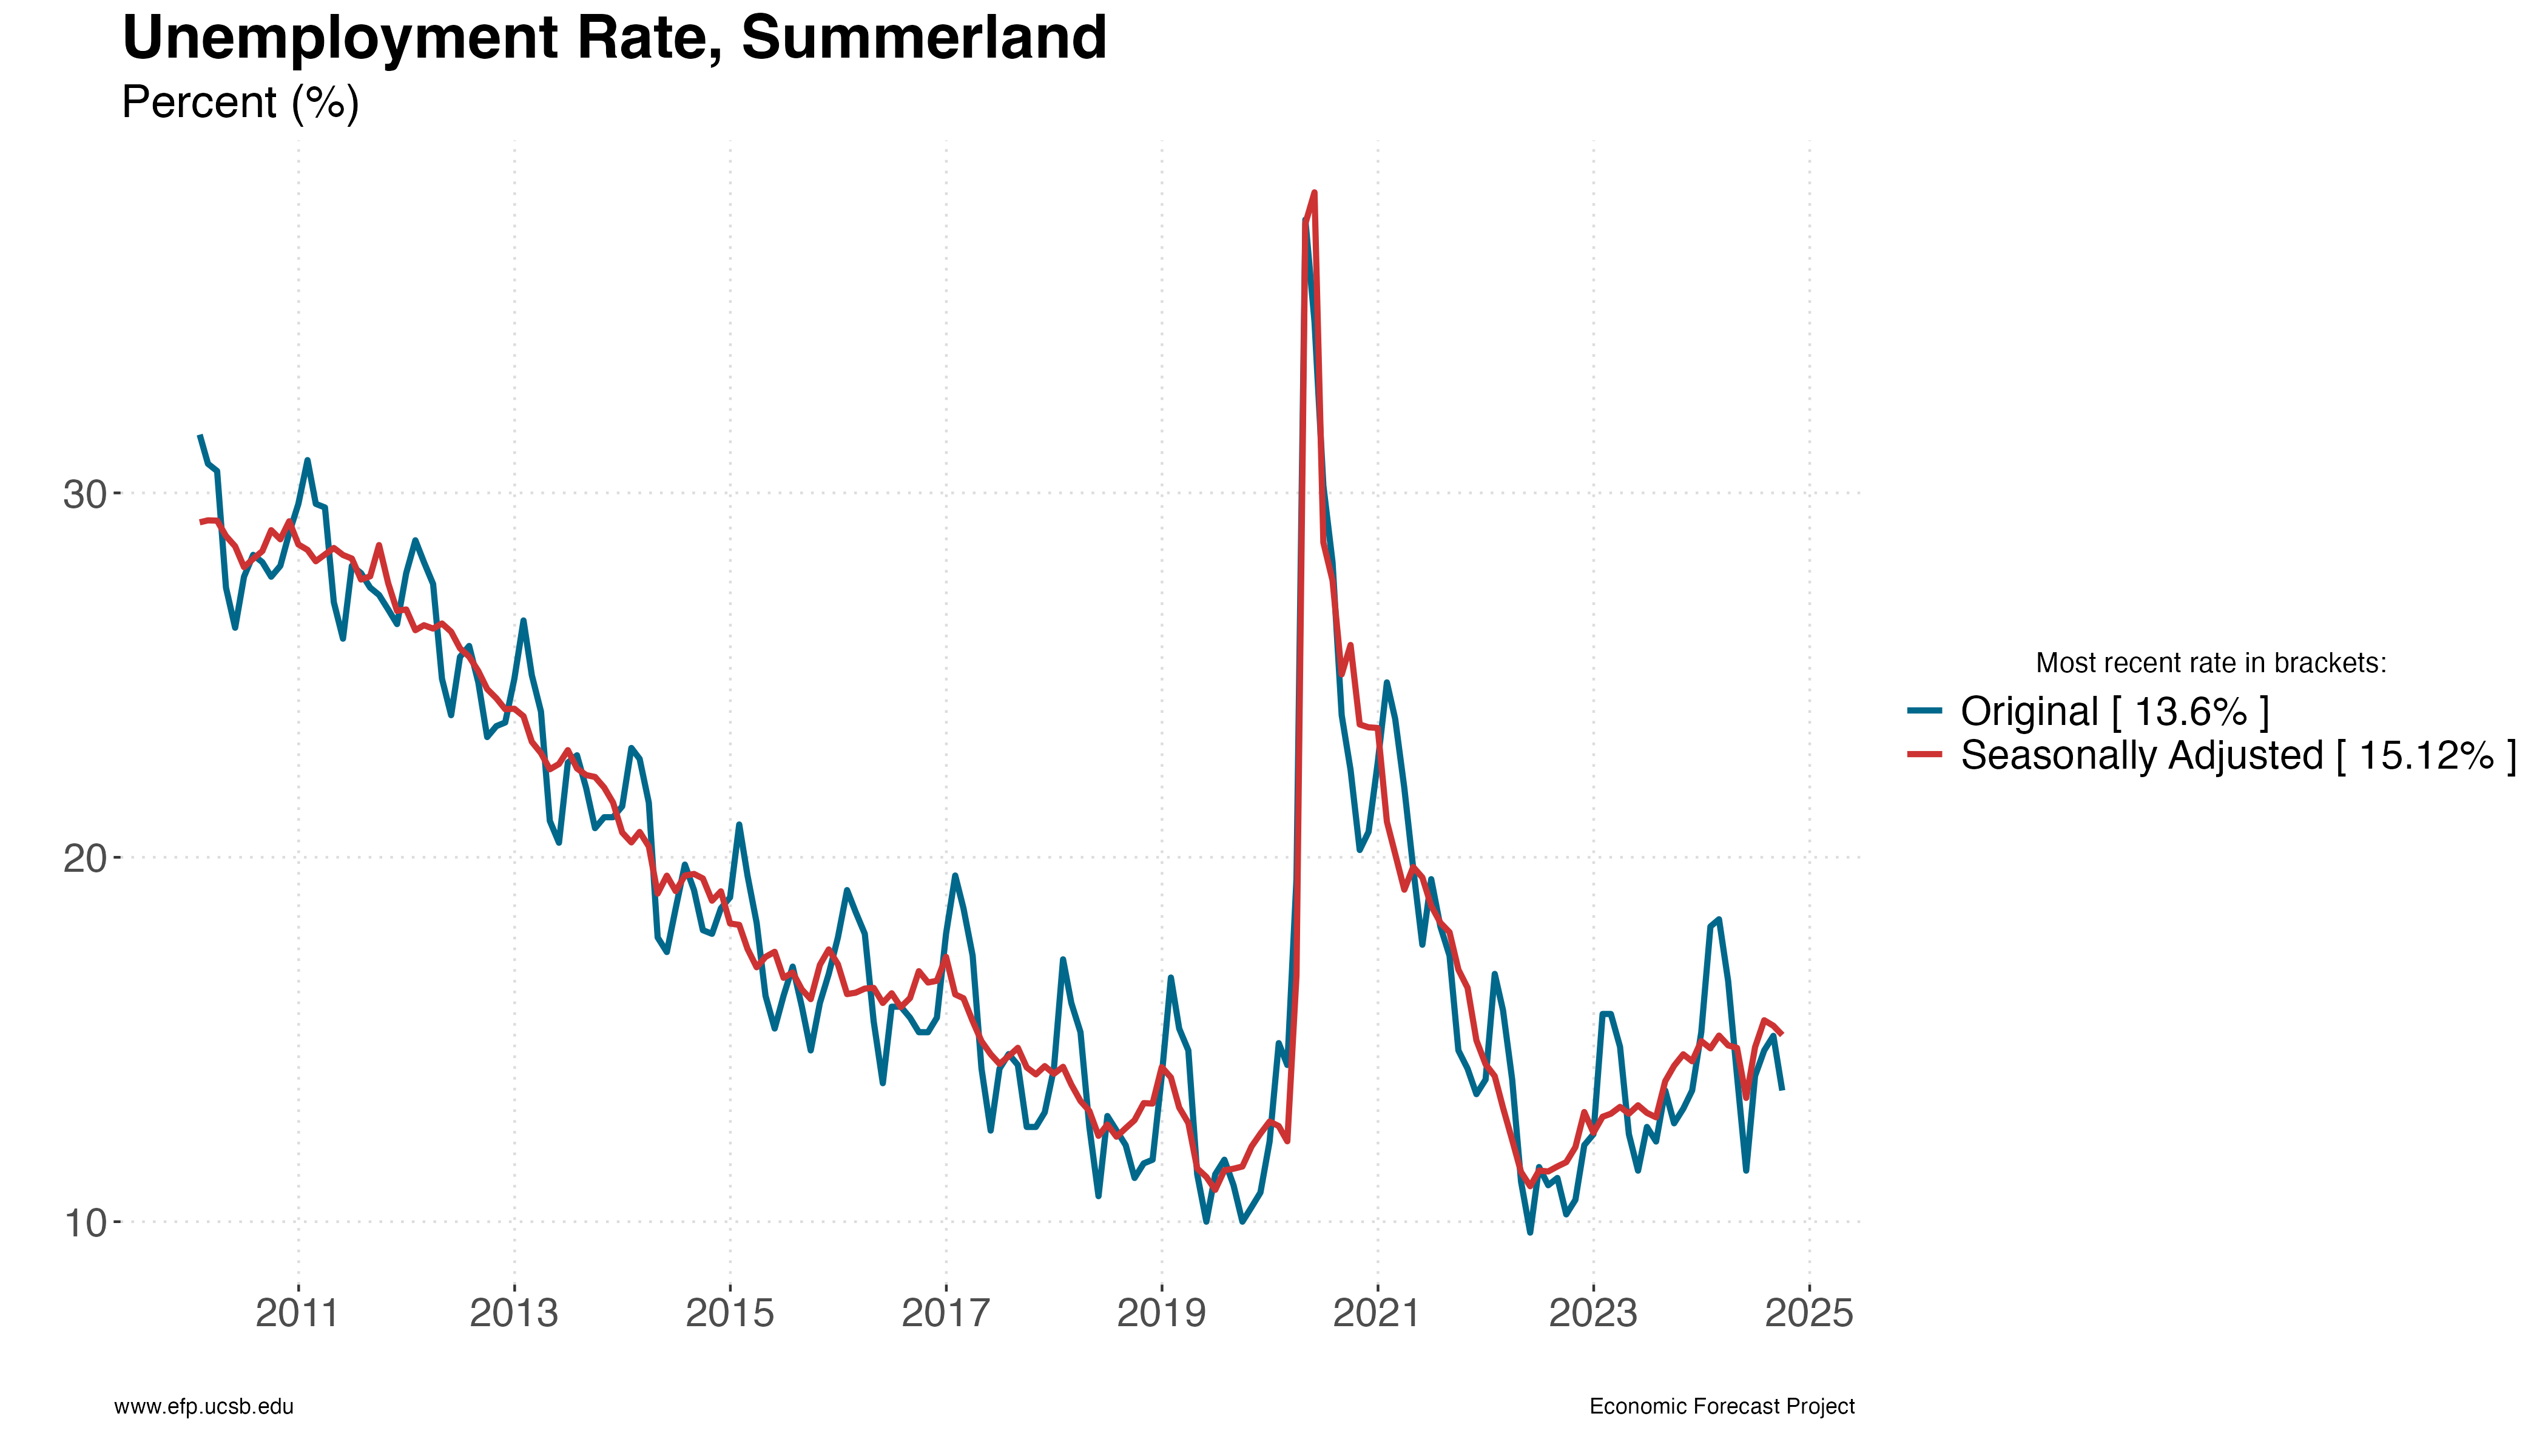 Unemployment Rate, Summerland
Percent (%)
30
20
10
2011 2013 2015 2017 2019 2021 2023 2025
Most recent rate in brackets:
Original [ 13.6% ]
Seasonally Adjusted [ 15.12% ]
www.efp.ucsb.edu
Economic Forecast Project